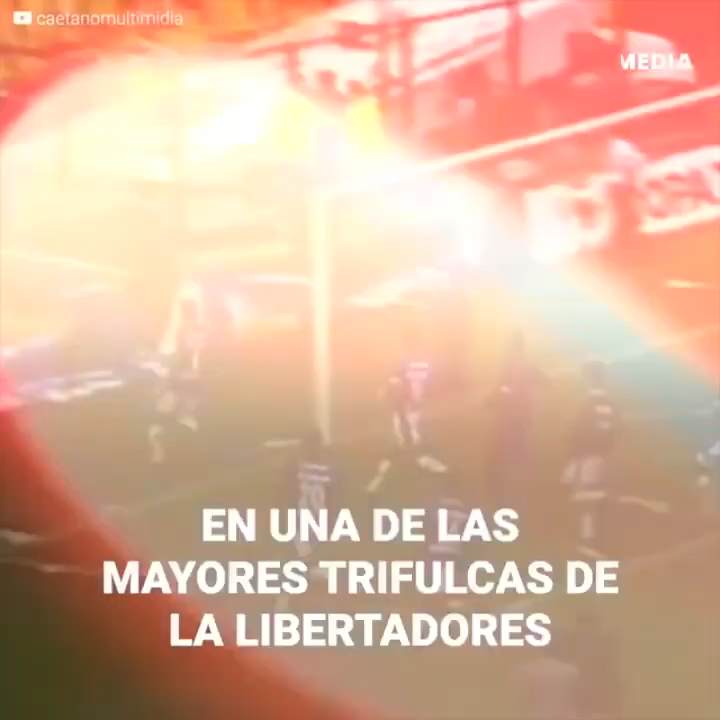 caetanomultimidia
MEDIA
EN UNA DE LAS
MAYORES TRIFULCAS DE
LA LIBERTADORES